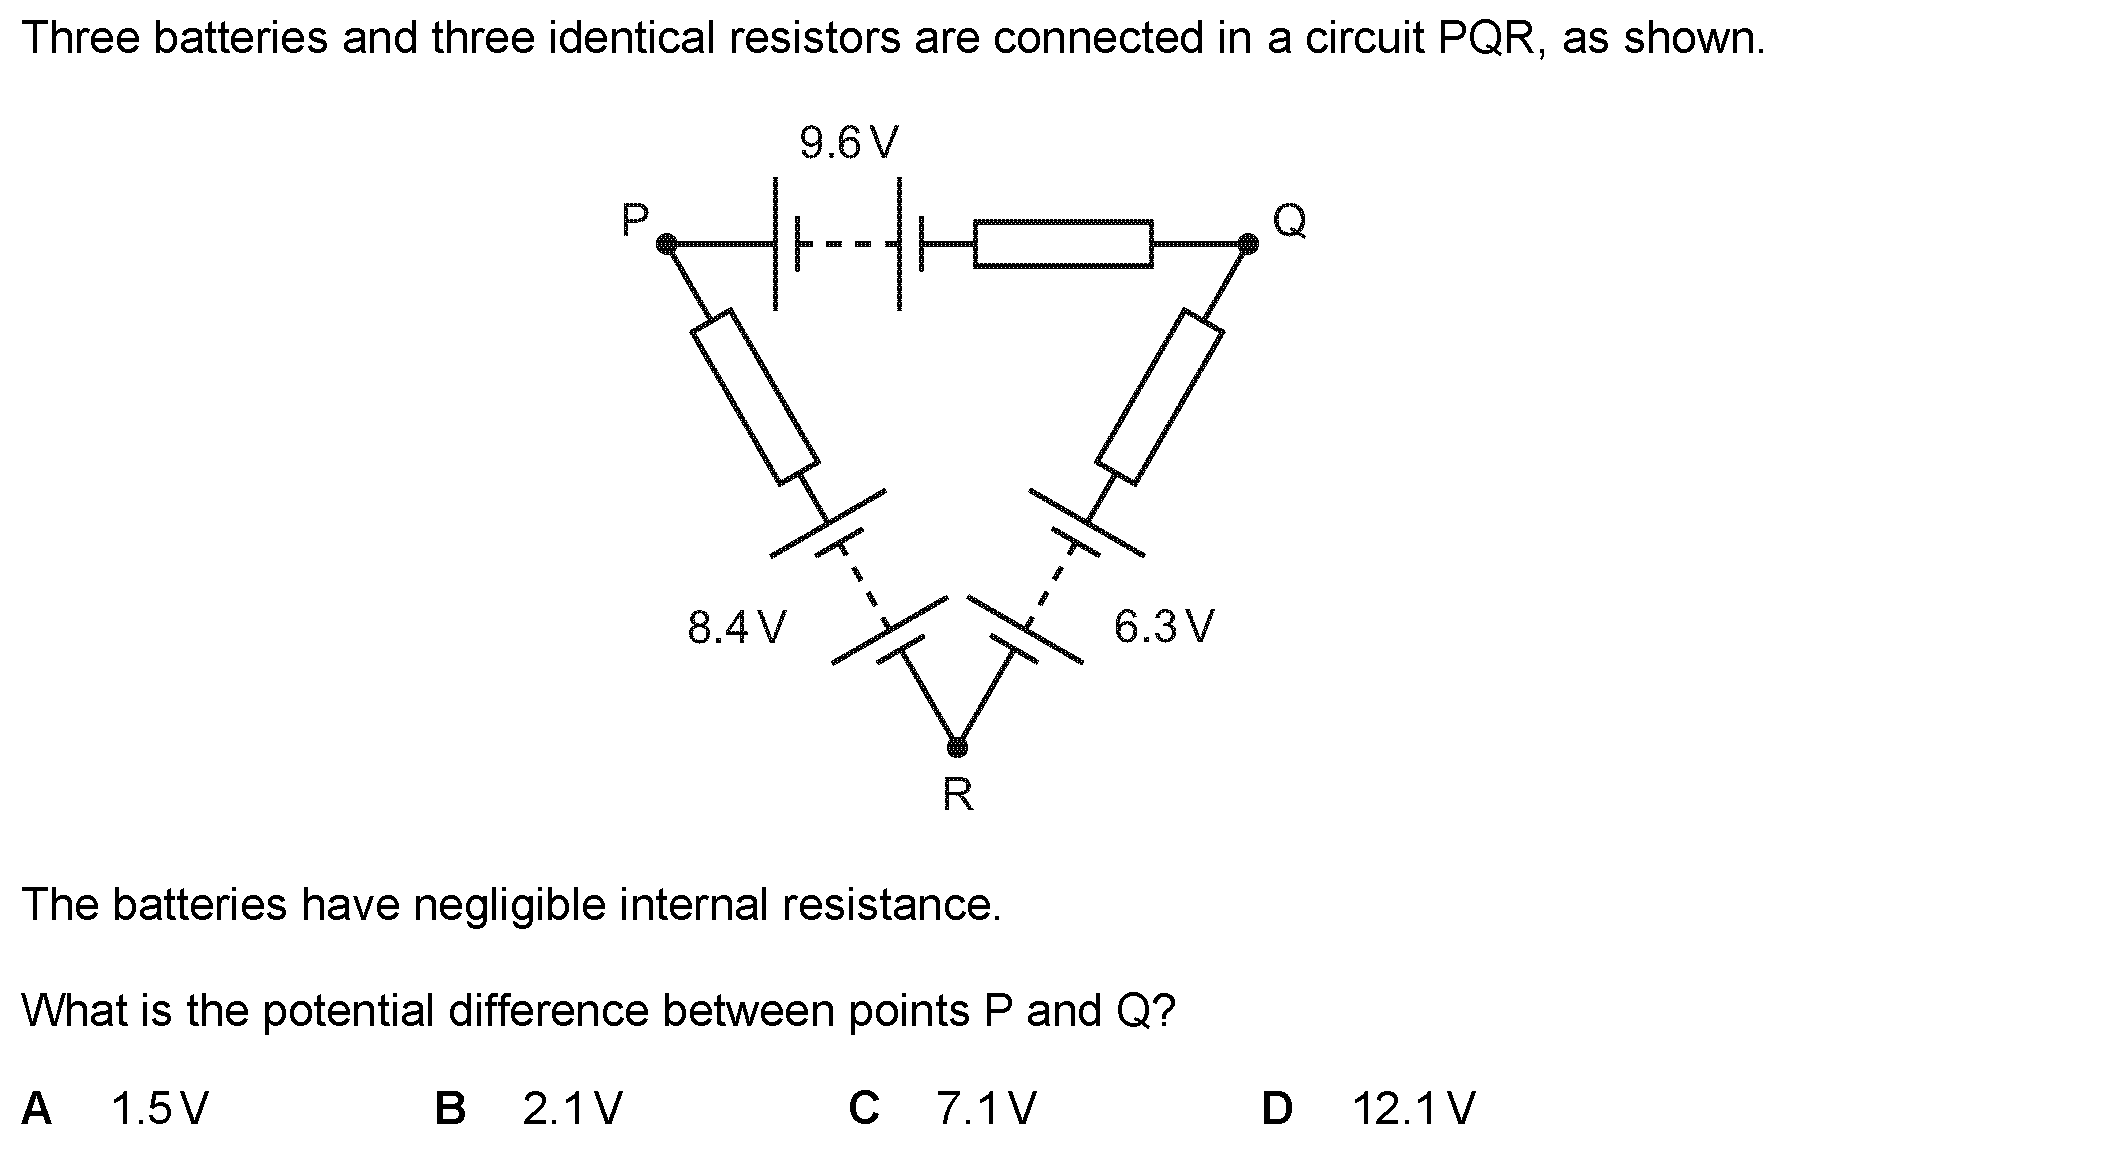 Three batteries and three identical resistors are connected in a circuit PQR, as shown.
9.6 V
P
Q
8.4 V
6.3 V
R
The batteries have negligible internal resistance.
What is the potential difference between points P and Q?
A 1.5 V B 2.1 V C 7.1 V D 12.1 V